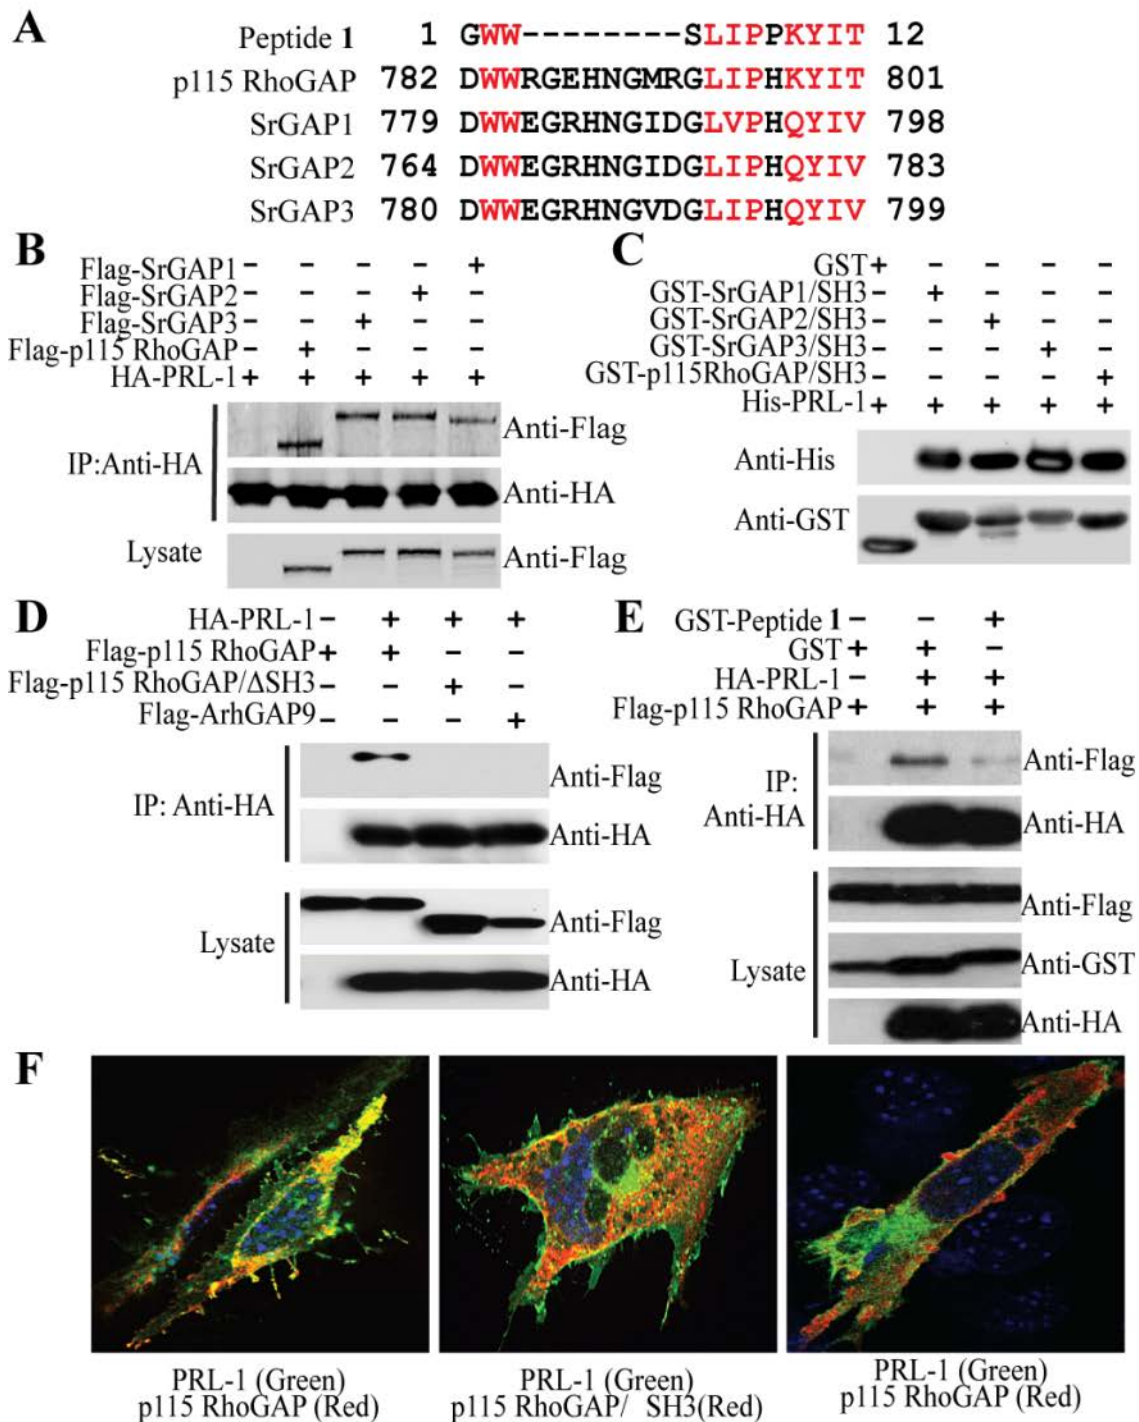 A
Peptide 1 1 GWW--------SLIPPKYIT 12
p115 RhoGAP 782 DWWRGEHNGMRGLIPHKYIT 801
SrGAP1 779 DWWEGRHNGIDGLVPHQYIV 798
SrGAP2 764 DWWEGRHNGIDGLIPHQYIV 783
SrGAP3 780 DWWEGRHNGVDGLIPHQYIV 799
B
Flag-SrGAP1 - - - - +
Flag-SrGAP2 - - - + -
Flag-SrGAP3 - - + - -
Flag-p115 RhoGAP - + - - -
HA-PRL-1 + + + + +
IP:Anti-HA
Anti-Flag
Anti-HA
Lysate
Anti-Flag
C
GST + - - - -
GST-SrGAP1/SH3 - + - - -
GST-SrGAP2/SH3 - - + - -
GST-SrGAP3/SH3 - - - + -
GST-p115RhoGAP/SH3 - - - - +
His-PRL-1 + + + + +
Anti-His
Anti-GST
D
HA-PRL-1 - + + +
Flag-p115 RhoGAP + + - -
Flag-p115 RhoGAP/ΔSH3 - - + -
Flag-ArhGAP9 - - - +
IP: Anti-HA
Anti-Flag
Anti-HA
Lysate
Anti-Flag
Anti-HA
E
GST-Peptide 1 - - +
GST + + -
HA-PRL-1 - + +
Flag-p115 RhoGAP + + +
IP:
Anti-HA
Anti-Flag
Anti-HA
Lysate
Anti-Flag
Anti-GST
Anti-HA
F
PRL-1 (Green)
p115 RhoGAP (Red)
PRL-1 (Green)
p115 RhoGAP/ SH3(Red)
PRL-1 (Green)
p115 RhoGAP (Red)